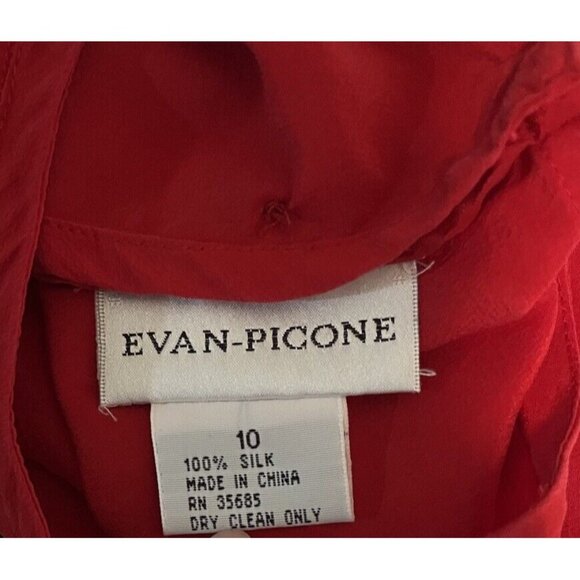 EVAN-PICONE
10
100% SILK
MADE IN CHINA
RN 35685
DRY CLEAN ONLY